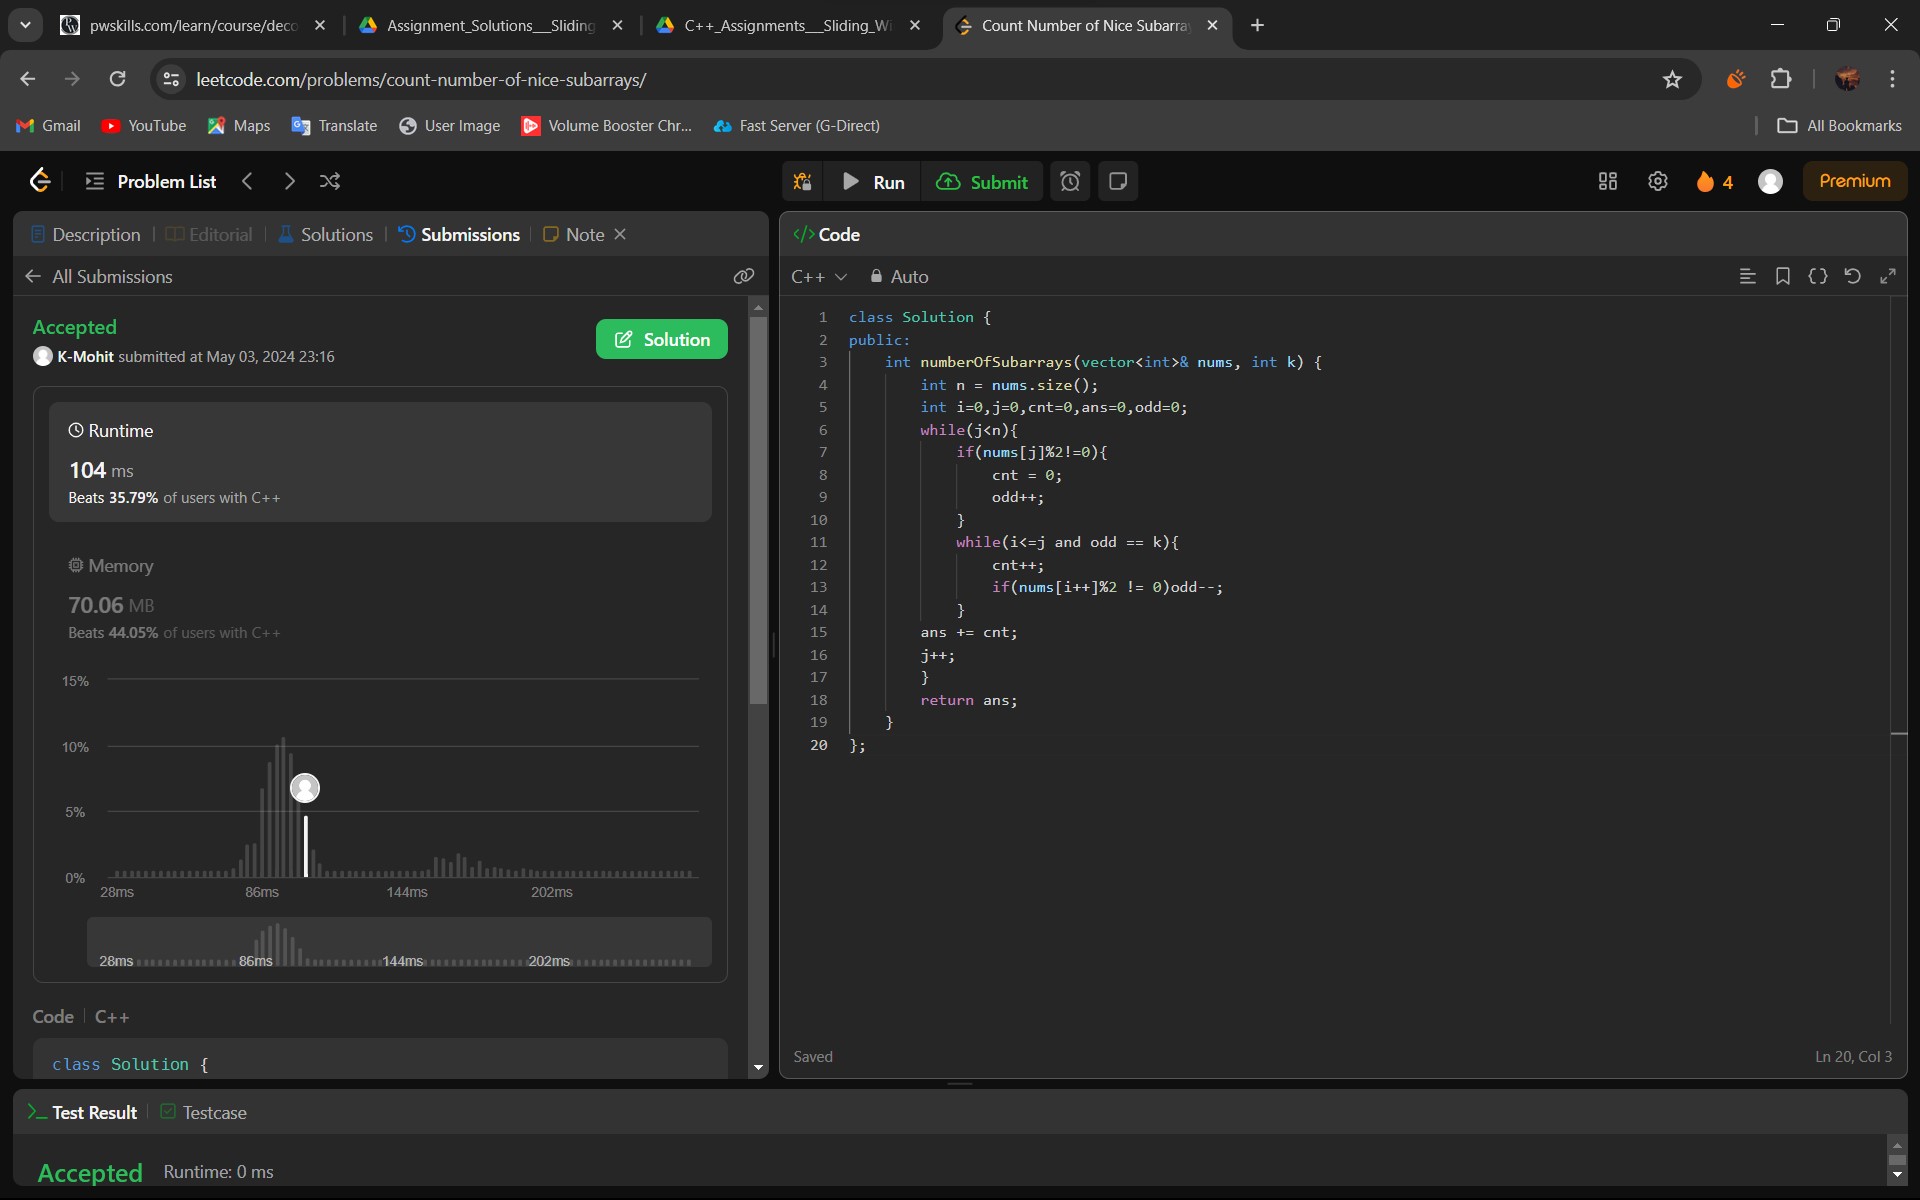 pwskills.com/learn/course/deco
Assignment_Solutions__Sliding
C++_Assignments__Sliding_Wi
Count Number of Nice Subarra
leetcode.com/problems/count-number-of-nice-subarrays/
Gmail
YouTube
Maps
Translate
User Image
Volume Booster Chr...
Fast Server (G-Direct)
All Bookmarks
Problem List
Run
Submit
4
Premium
Description
Editorial
Solutions
Submissions
Note
All Submissions
Accepted
K-Mohit submitted at May 03, 2024 23:16
Solution
Runtime
104 ms
Beats 35.79% of users with C++
Memory
70.06 MB
Beats 44.05% of users with C++
15%
10%
5%
0%
28ms 86ms 144ms 202ms
28ms 86ms 144ms 202ms
Code C++
class Solution {
</> Code
C++ Auto
1 class Solution {
2 public:
3 int numberOfSubarrays(vector<int>& nums, int k) {
4 int n = nums.size();
5 int i=0,j=0,cnt=0,ans=0,odd=0;
6 while(j<n){
7 if(nums[j]%2!=0){
8 cnt = 0;
9 odd++;
10 }
11 while(i<=j and odd == k){
12 cnt++;
13 if(nums[i++]%2 != 0)odd--;
14 }
15 ans += cnt;
16 j++;
17 }
18 return ans;
19 }
20 };
Saved
Ln 20, Col 3
Test Result
Testcase
Accepted Runtime: 0 ms